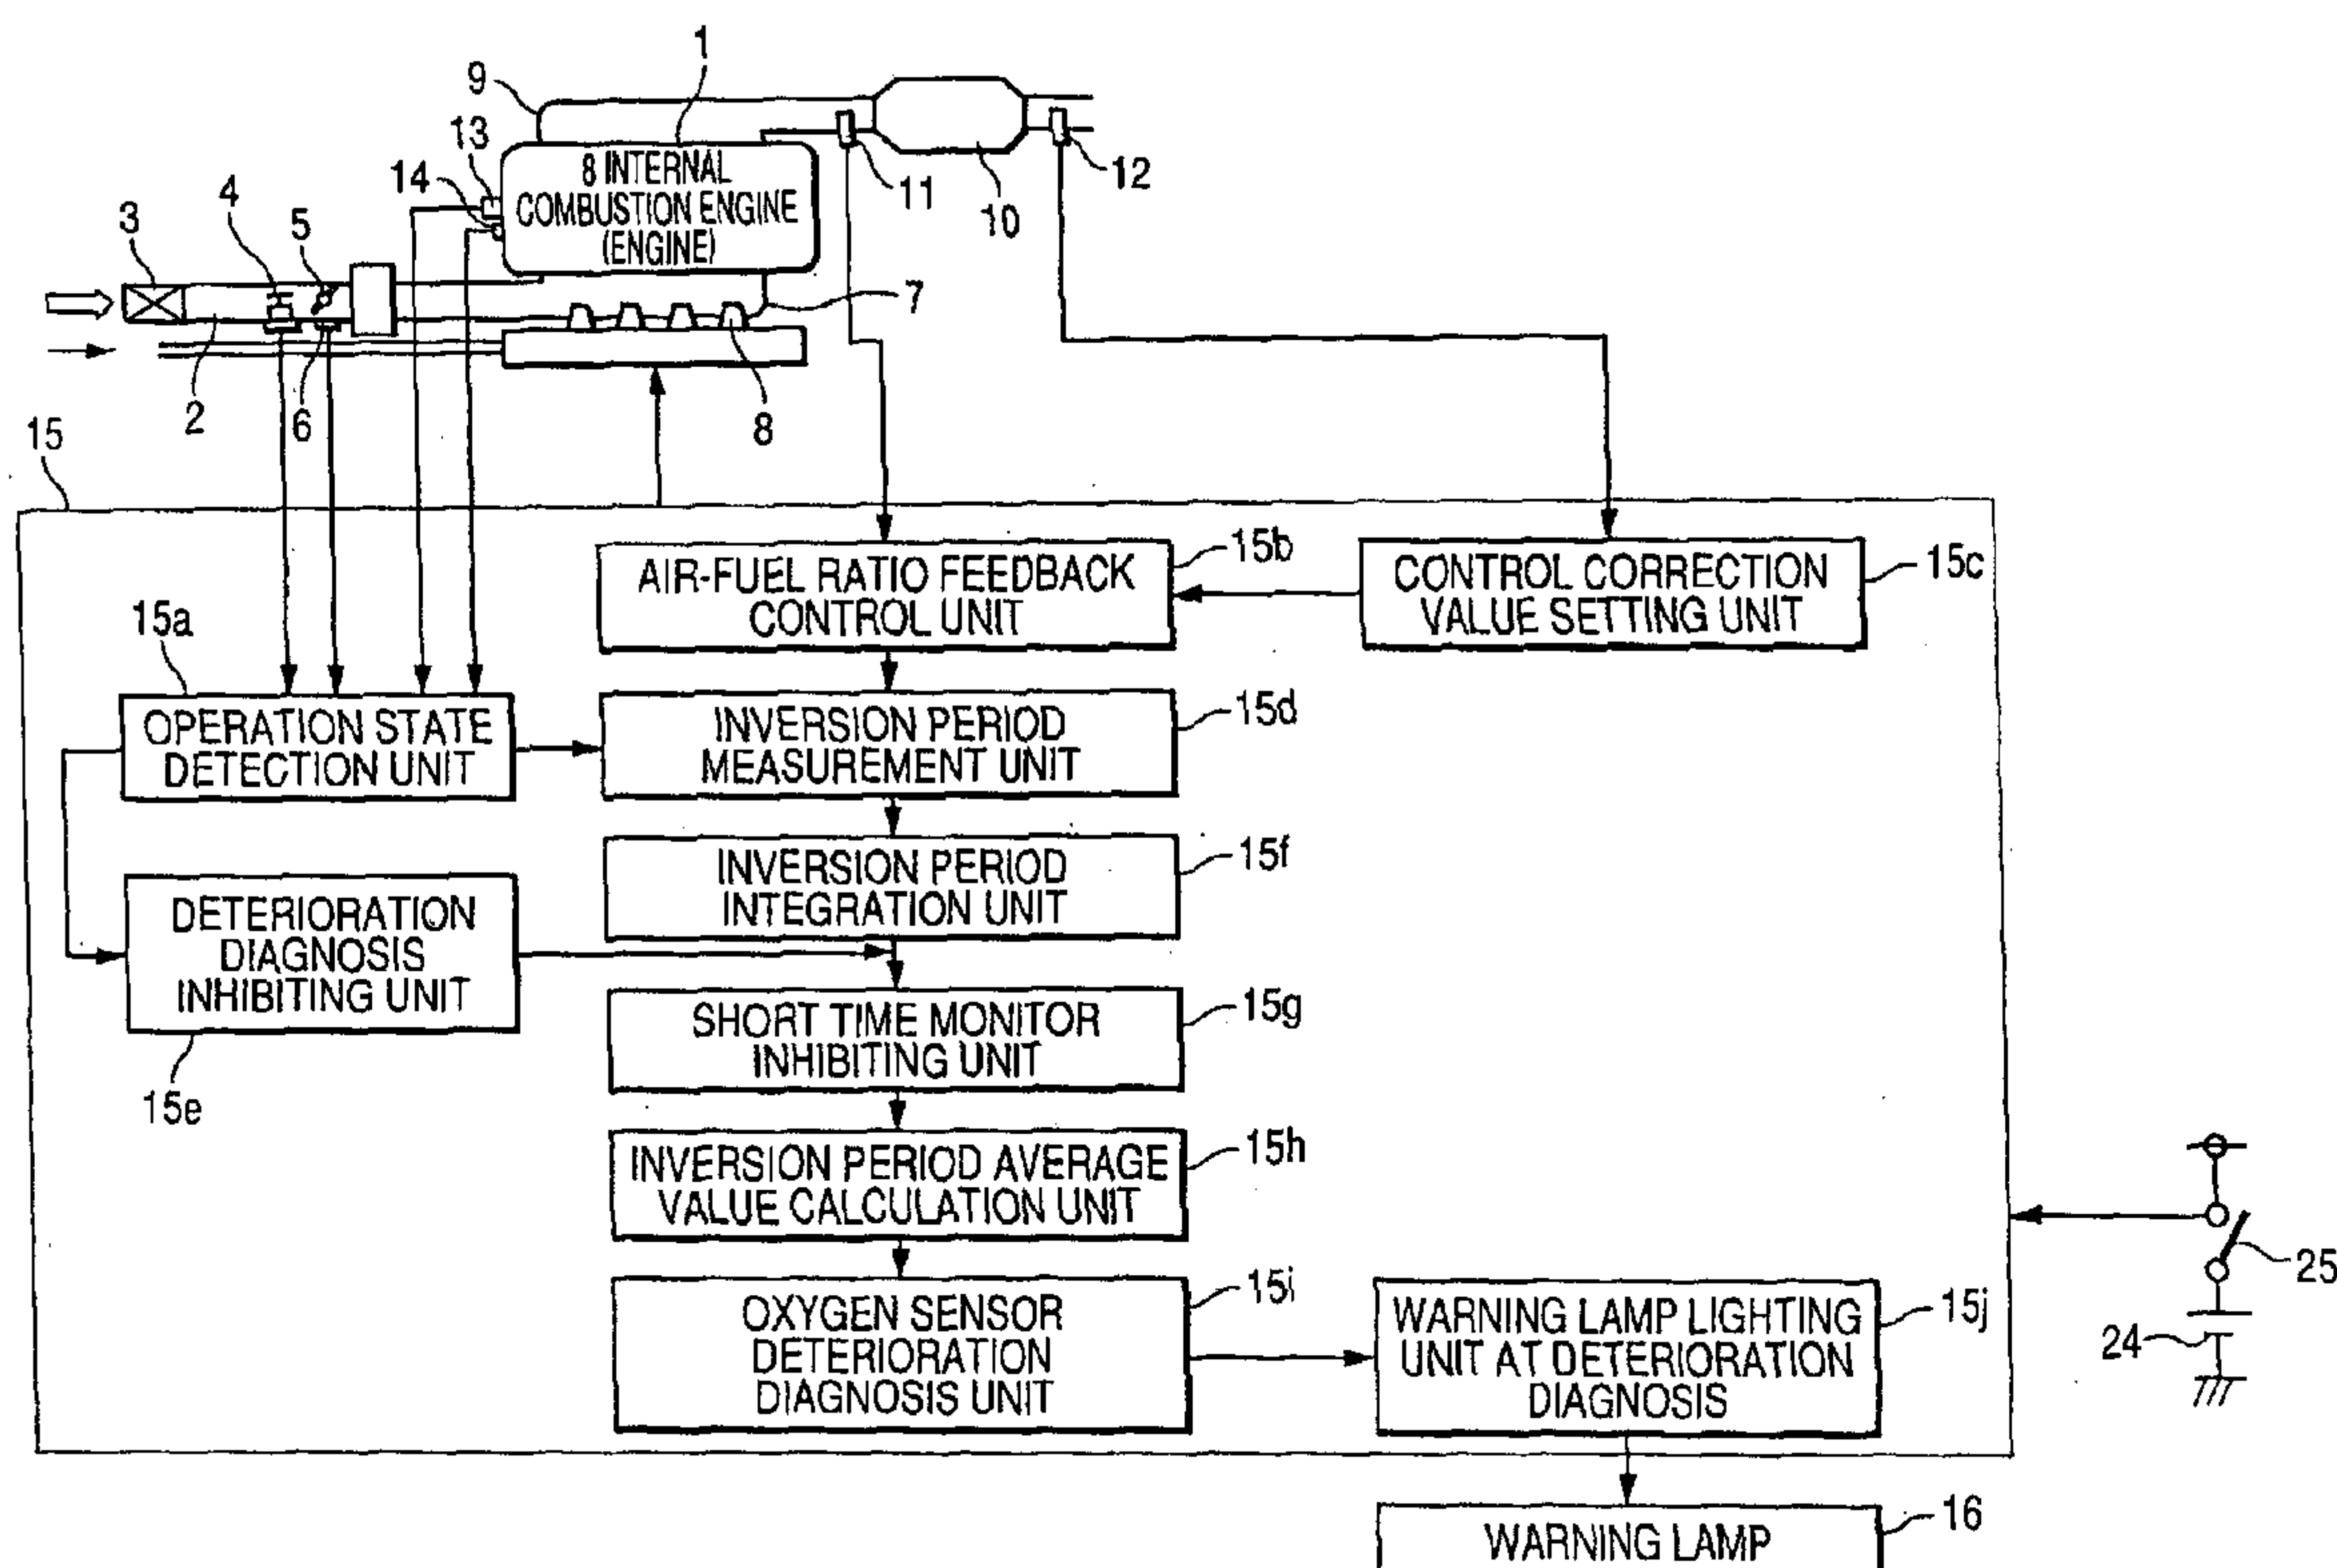 1
9
13
8 INTERNAL
COMBUSTION ENGINE
(ENGINE)
14
11
10
12
3
4
5
7
2
6
8
15
AIR-FUEL RATIO FEEDBACK
CONTROL UNIT
15b
CONTROL CORRECTION
VALUE SETTING UNIT
15c
15a
OPERATION STATE
DETECTION UNIT
INVERSION PERIOD
MEASUREMENT UNIT
15d
INVERSION PERIOD
INTEGRATION UNIT
15f
DETERIORATION
DIAGNOSIS
INHIBITING UNIT
15e
SHORT TIME MONITOR
INHIBITING UNIT
15g
INVERSION PERIOD AVERAGE
VALUE CALCULATION UNIT
15h
OXYGEN SENSOR
DETERIORATION
DIAGNOSIS UNIT
15i
WARNING LAMP LIGHTING
UNIT AT DETERIORATION
DIAGNOSIS
15j
25
24
WARNING LAMP
16